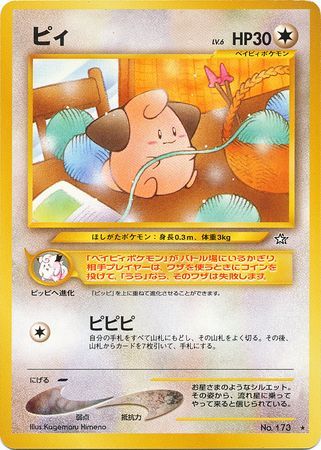 ピィ LV.6 HP30
ベイビィポケモン
ほしがたポケモン:身長0.3m、体重3kg
「ベイビィポケモン」がバトル場にいるかぎり、
相手プレイヤーは、ワザを使うときにコインを
投げて、「うら」なら、そのワザは失敗します。
ピッピへ進化
「ピッピ」を上に重ねて進化させることができます。
ピピピ
自分の手札をすべて山札にもどし、その山札をよく切る。その後、
山札からカードを7枚引いて、手札にする。
にげる
弱点 抵抗力
お星さまのようなシルエット。
その姿から、流れ星に乗って
やって来ると信じられている。
Illus.Kagemaru Himeno
No.173